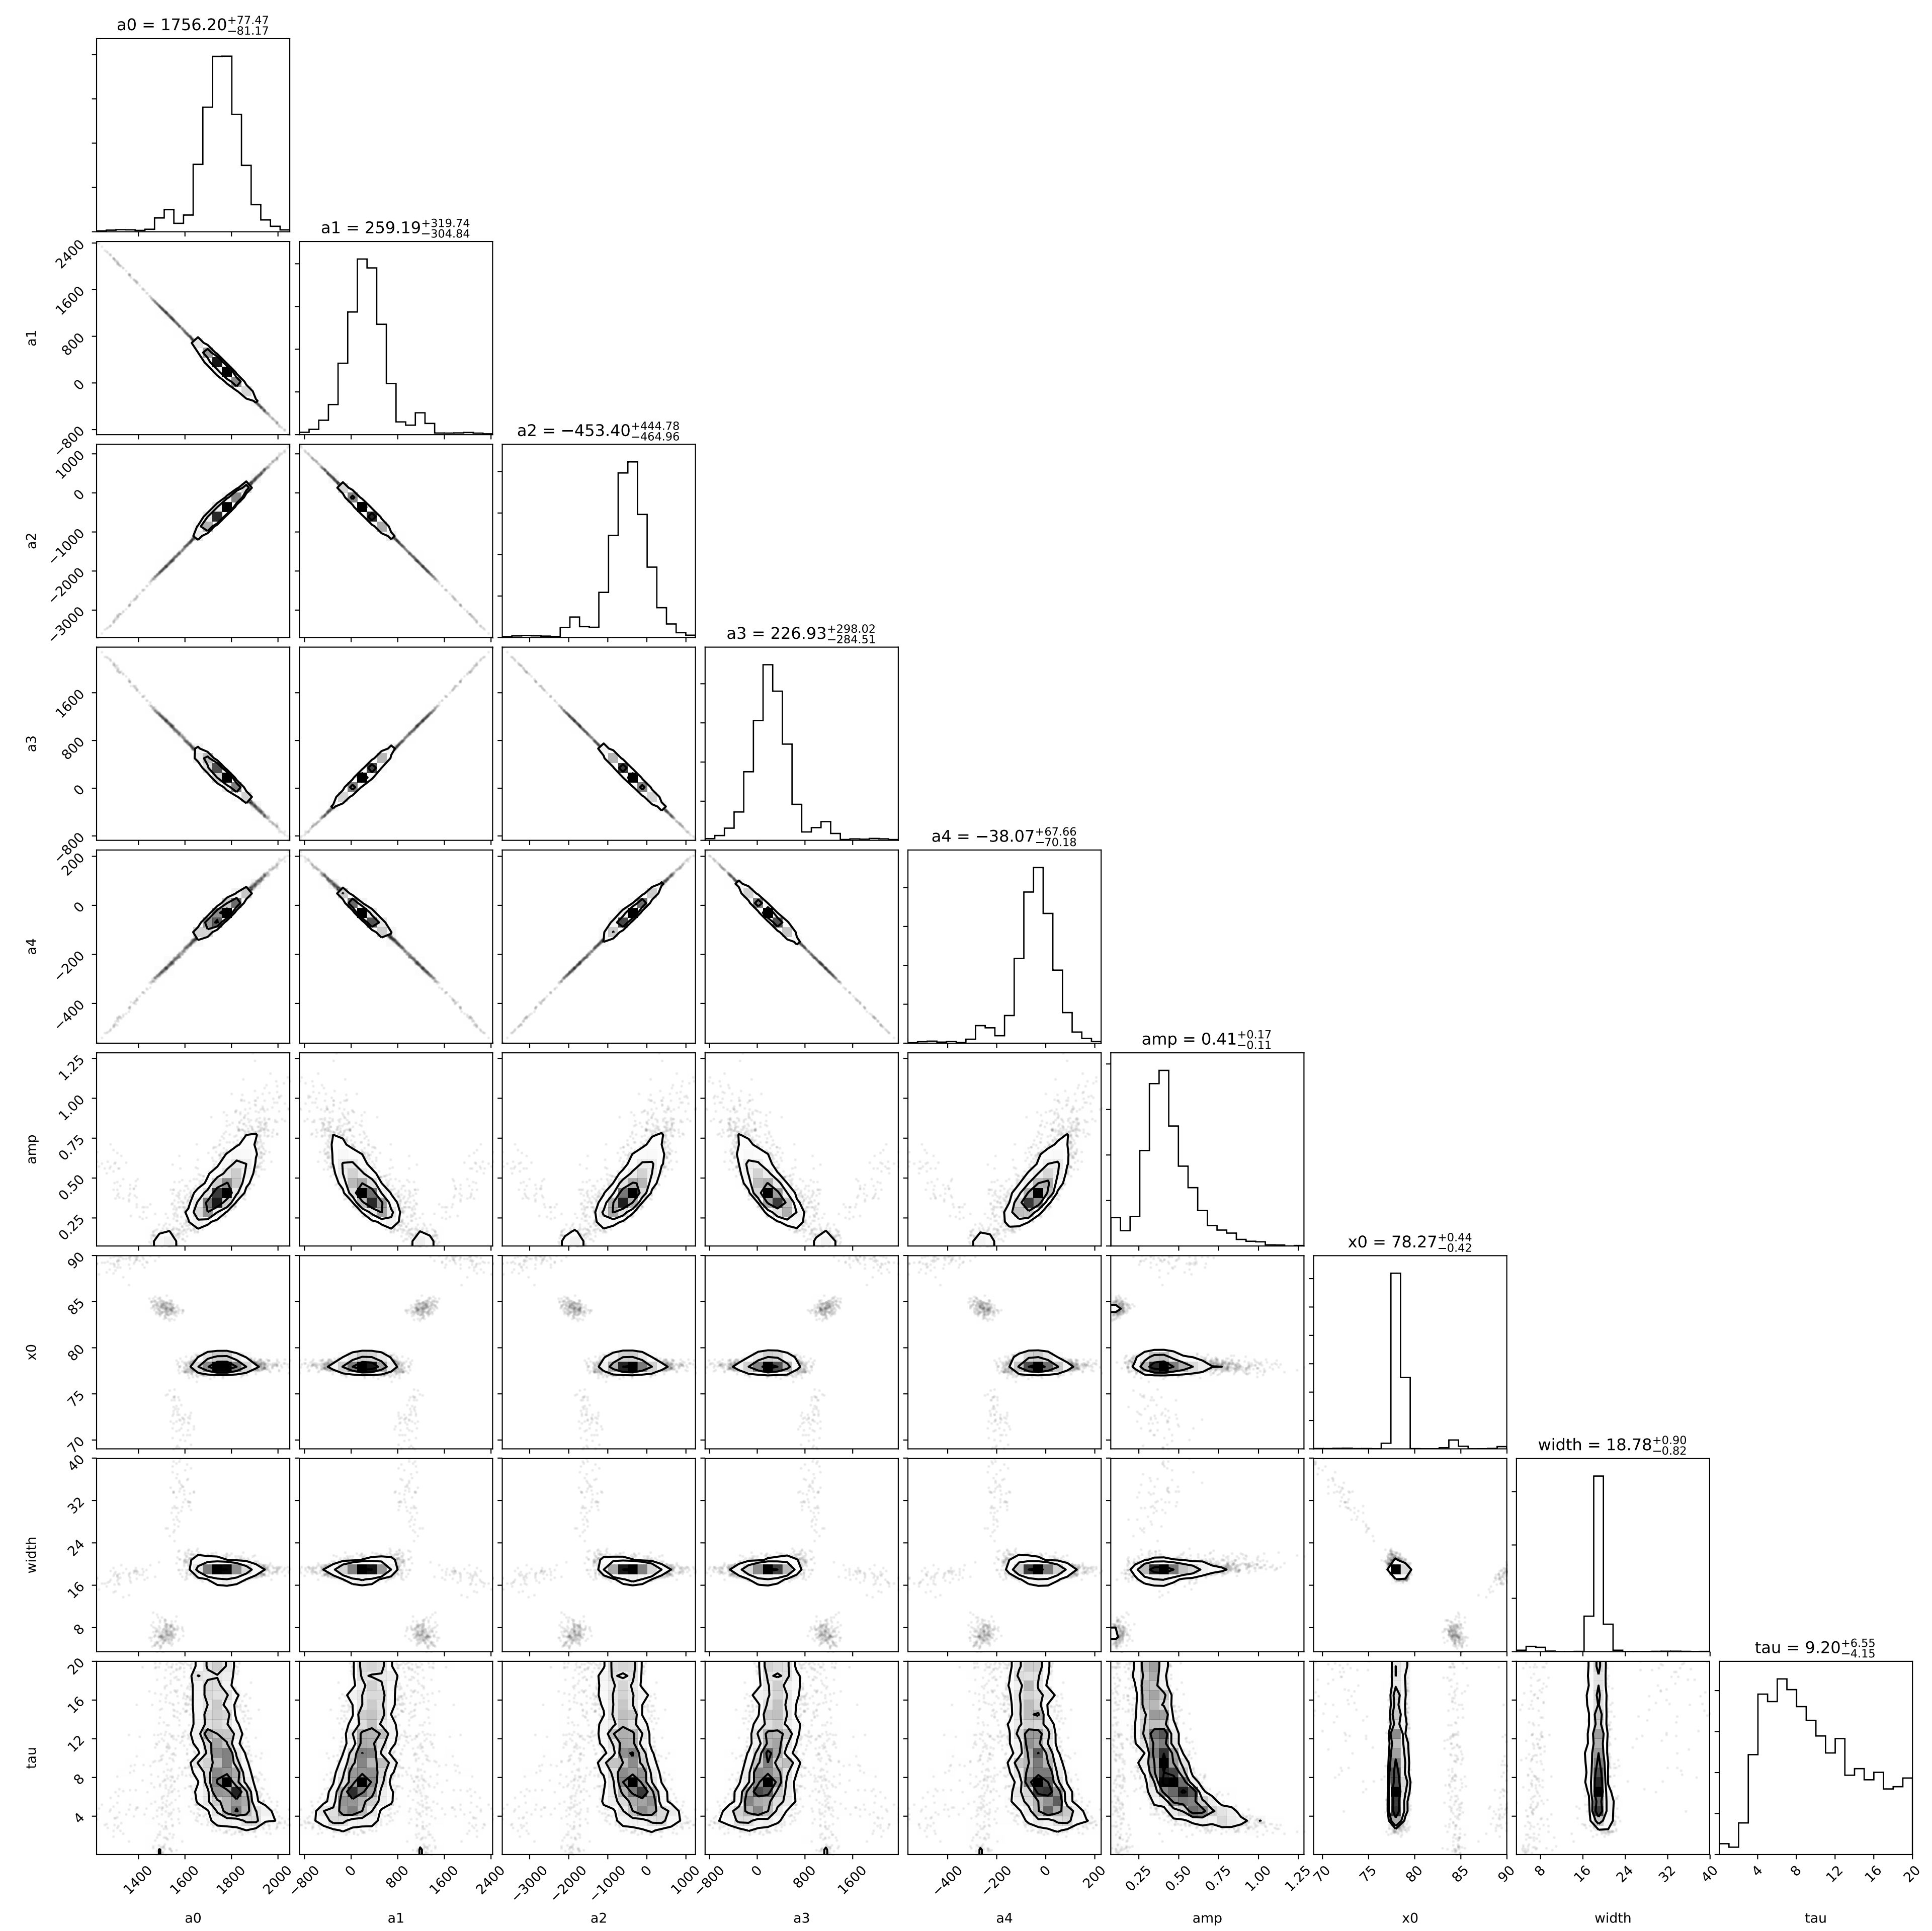 a0 = 1756.20+77.47−81.17
a1 = 259.19+319.74−304.84
2400
1600
800
0
−800
a1
a2 = −453.40+444.78−464.96
1000
0
−1000
−2000
−3000
a2
a3 = 226.93+298.02−284.51
1600
800
0
−800
a3
a4 = −38.07+67.66−70.18
200
0
−200
−400
a4
amp = 0.41+0.17−0.11
1.25
1.00
0.75
0.50
0.25
amp
x0 = 78.27+0.44−0.42
90
85
80
75
70
x0
width = 18.78+0.90−0.82
40
32
24
16
8
width
tau = 9.20+6.55−4.15
20
16
12
8
4
tau
1400 1600 1800 2000 −800 0 800 1600 2400 −3000 −2000 −1000 0 1000 −800 0 800 1600 −400 −200 0 200 0.25 0.50 0.75 1.00 1.25 70 75 80 85 90 8 16 24 32 40 4 8 12 16 20
a0 a1 a2 a3 a4 amp x0 width tau